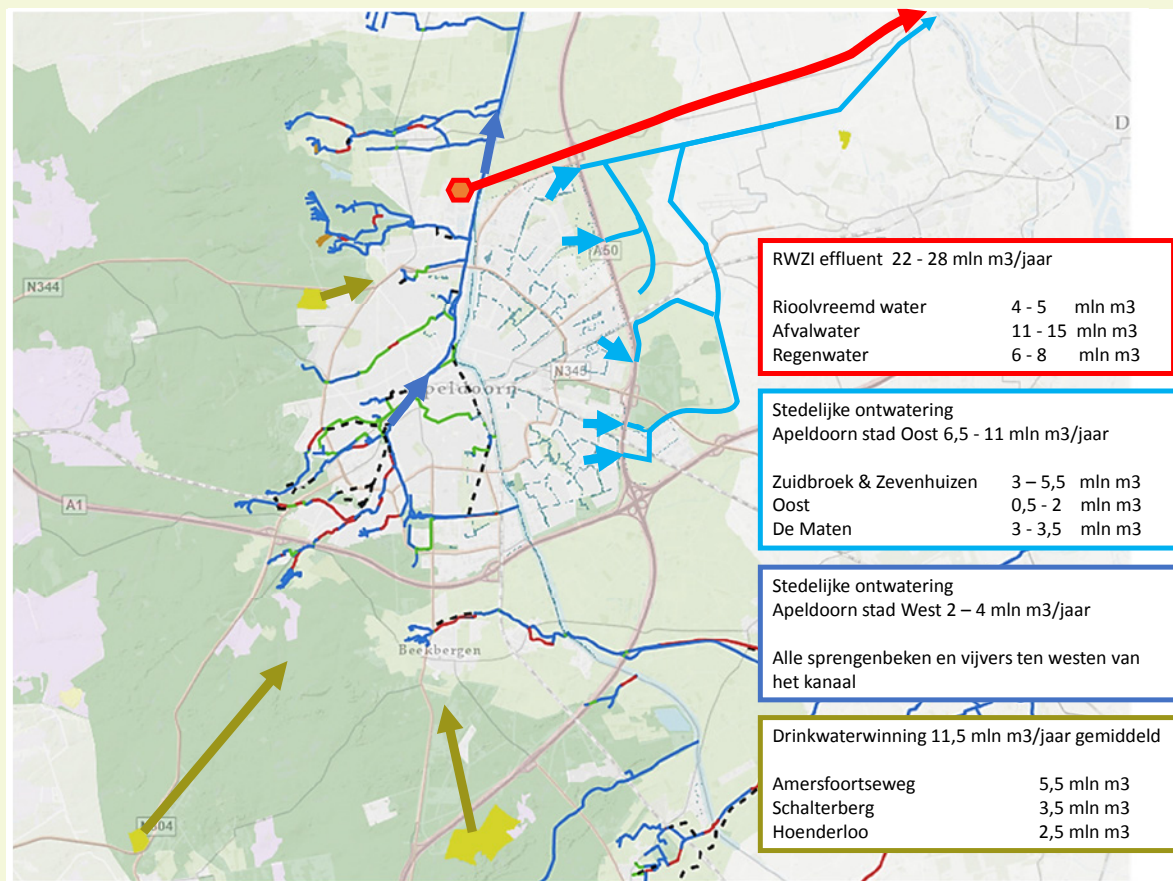 N344
A50
N345
Apeldoorn
A1
Beekbergen
N304
D
RWZI effluent 22 - 28 mln m3/jaar
Rioolvreemd water 4 - 5 mln m3
Afvalwater 11 - 15 mln m3
Regenwater 6 - 8 mln m3
Stedelijke ontwatering
Apeldoorn stad Oost 6,5 - 11 mln m3/jaar
Zuidbroek & Zevenhuizen 3 – 5,5 mln m3
Oost 0,5 - 2 mln m3
De Maten 3 - 3,5 mln m3
Stedelijke ontwatering
Apeldoorn stad West 2 – 4 mln m3/jaar
Alle sprengenbeken en vijvers ten westen van
het kanaal
Drinkwaterwinning 11,5 mln m3/jaar gemiddeld
Amersfoortseweg 5,5 mln m3
Schalterberg 3,5 mln m3
Hoenderloo 2,5 mln m3